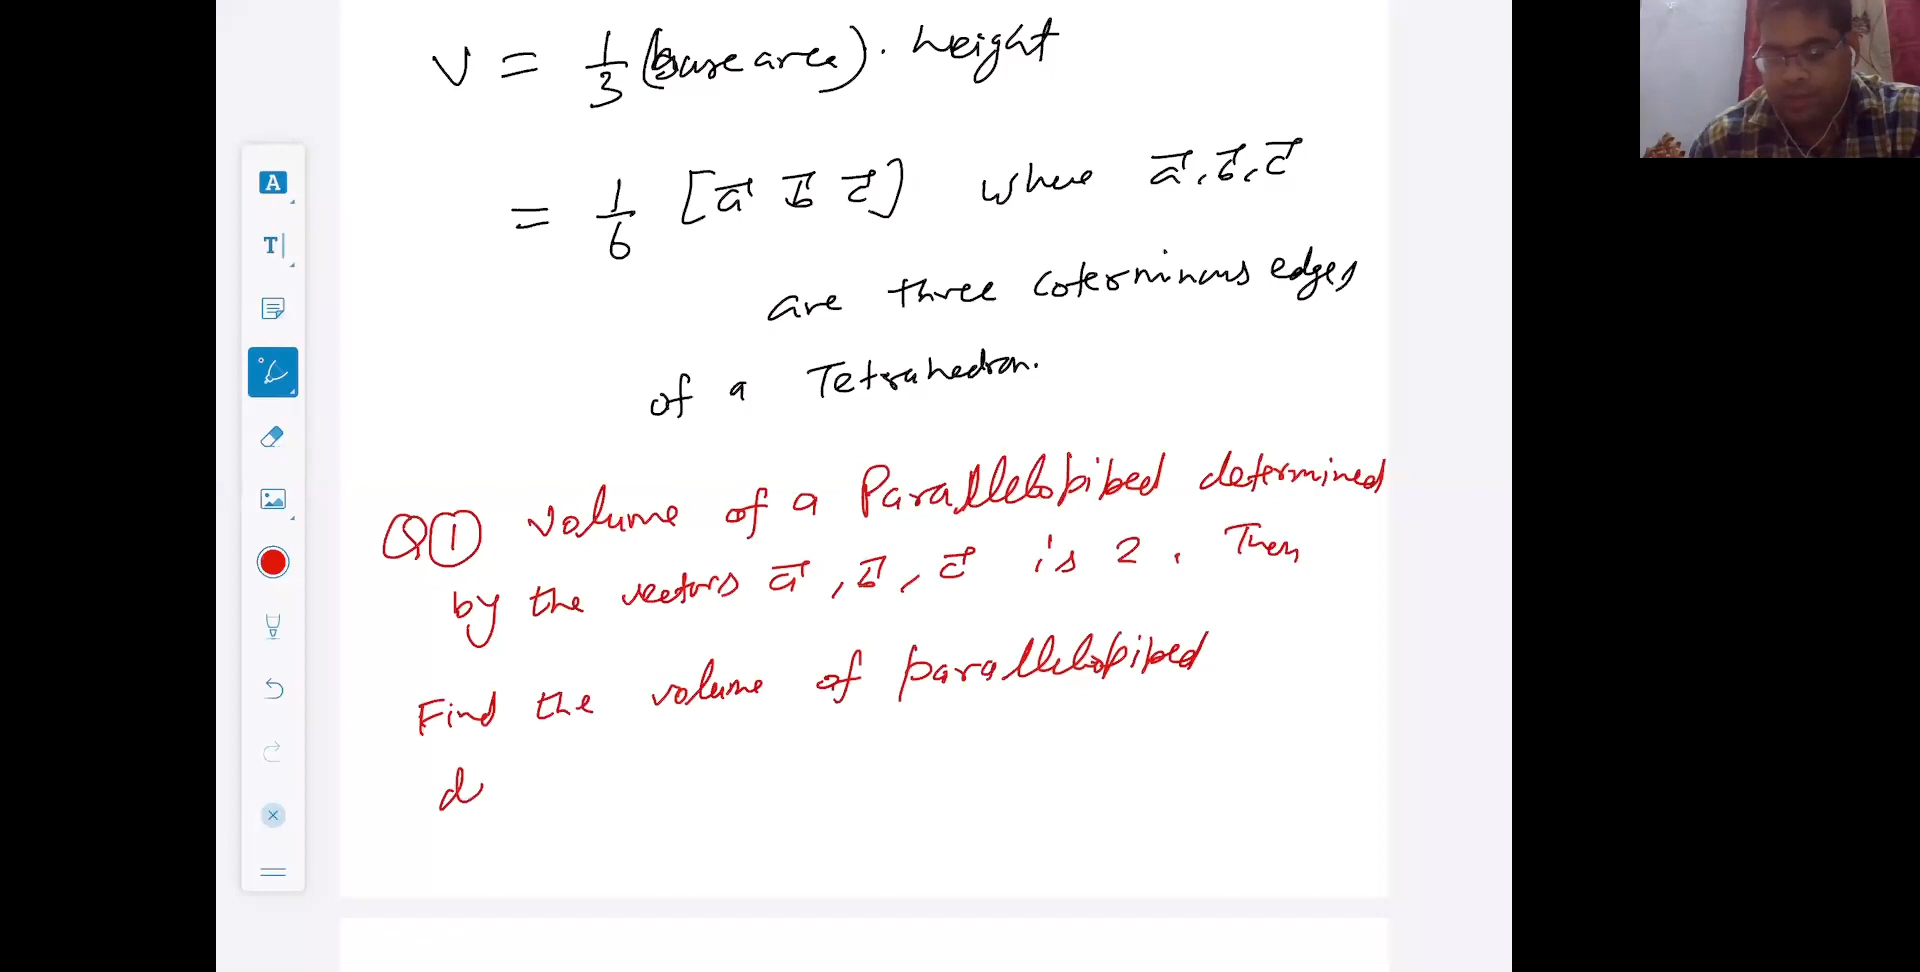 V = 1/3 (base area) . height
= 1/6 [a⃗ b⃗ c⃗] where a⃗, b⃗, c⃗
are three coterminous edges
of a Tetrahedron.
Q① Volume of a Parallelopiped determined
by the vectors a⃗, b⃗, c⃗ is 2. Then
Find the volume of parallelopiped
d
A
T